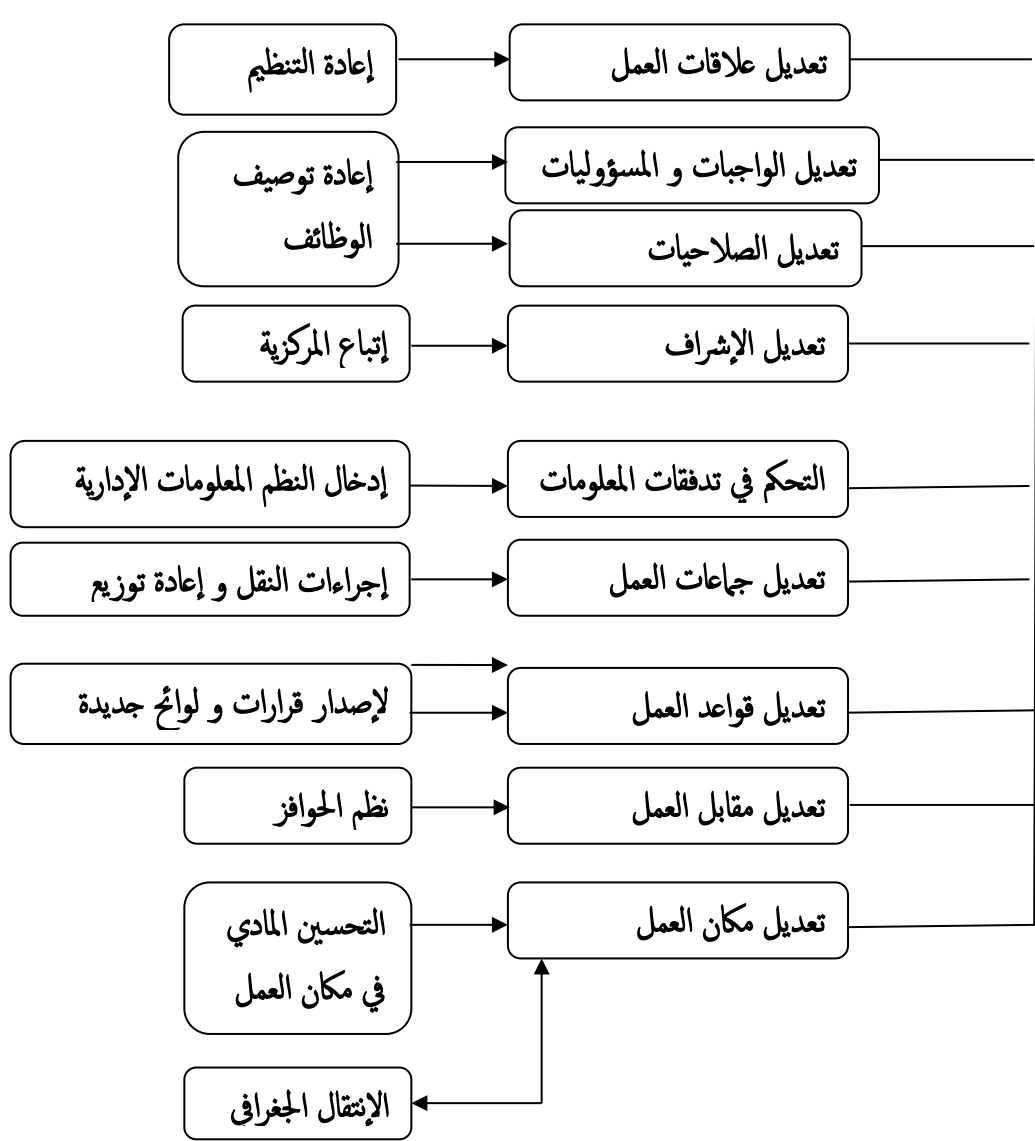 تعديل علاقات العمل
إعادة التنظيم
تعديل الواجبات و المسؤوليات
إعادة توصيف
الوظائف
تعديل الصلاحيات
تعديل الإشراف
إتباع المركزية
التحكم في تدفقات المعلومات
إدخال النظم المعلومات الإدارية
تعديل جماعات العمل
إجراءات النقل و إعادة توزيع
تعديل قواعد العمل
لإصدار قرارات و لوائح جديدة
تعديل مقابل العمل
نظم الحوافز
تعديل مكان العمل
التحسين المادي
في مكان العمل
الإنتقال الجغرافي